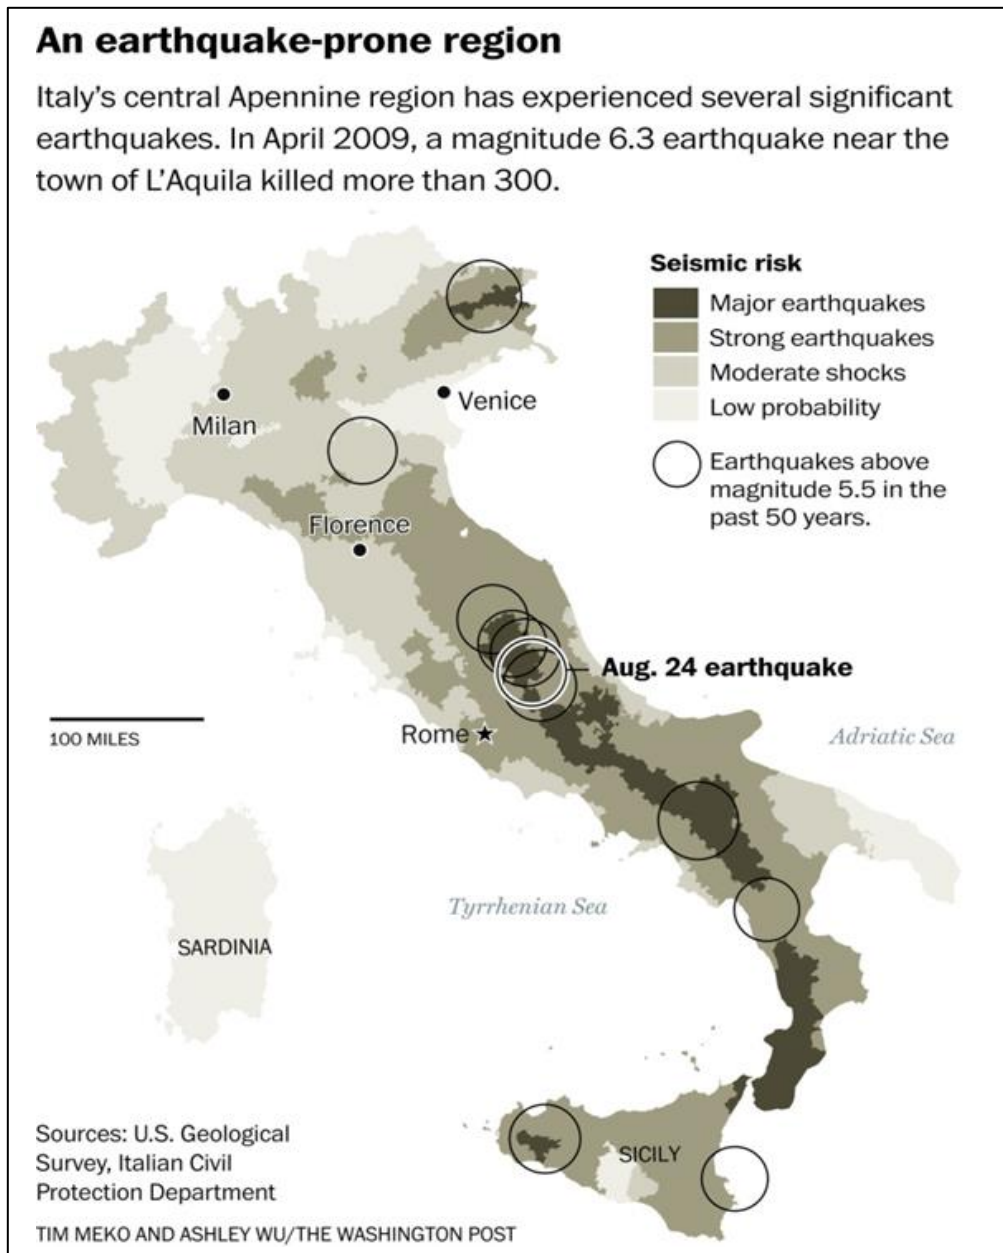 An earthquake-prone region
Italy’s central Apennine region has experienced several significant
earthquakes. In April 2009, a magnitude 6.3 earthquake near the
town of L’Aquila killed more than 300.
Seismic risk
Major earthquakes
Strong earthquakes
Moderate shocks
Low probability
Earthquakes above
magnitude 5.5 in the
past 50 years.
Milan
Venice
Florence
Aug. 24 earthquake
100 MILES
Rome
Adriatic Sea
Tyrrhenian Sea
SARDINIA
SICILY
Sources: U.S. Geological
Survey, Italian Civil
Protection Department
TIM MEKO AND ASHLEY WU/THE WASHINGTON POST